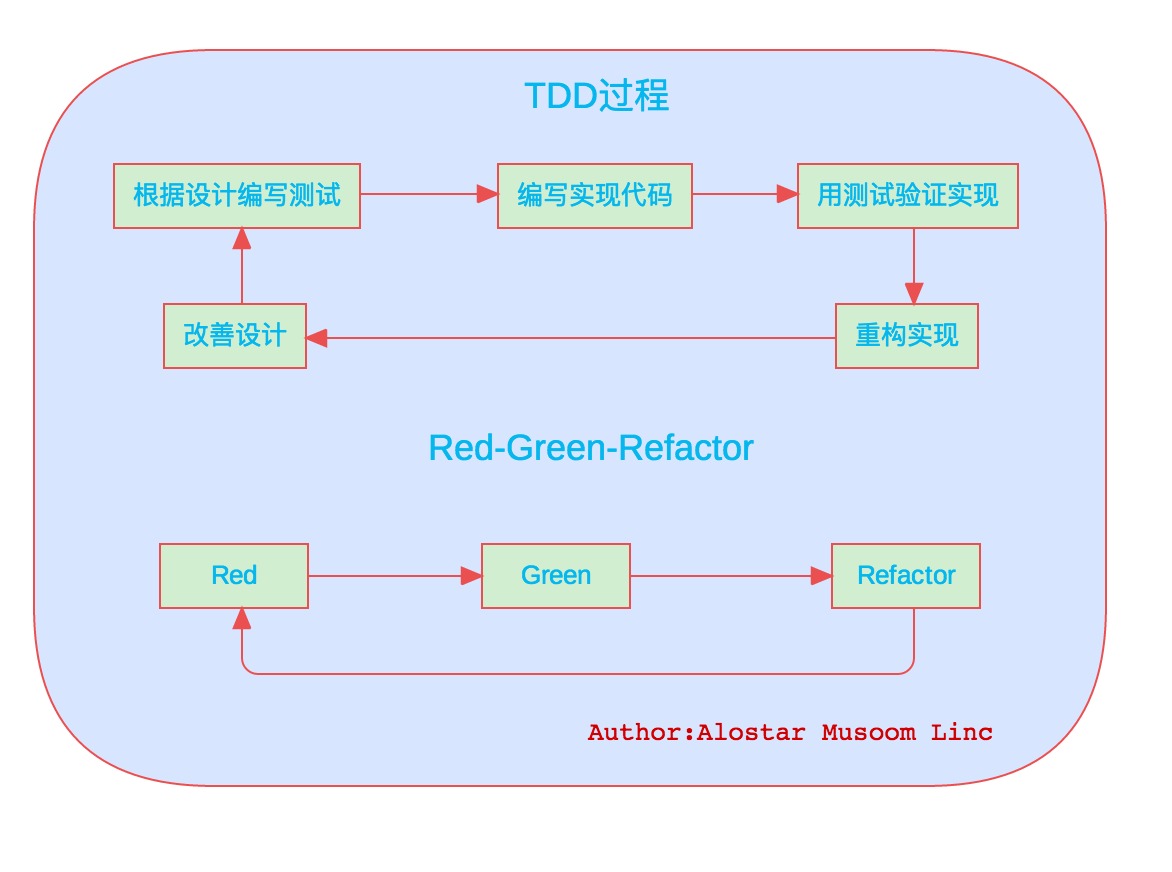 TDD过程
根据设计编写测试
编写实现代码
用测试验证实现
改善设计
重构实现
Red-Green-Refactor
Red
Green
Refactor
Author:Alostar Musoom Linc